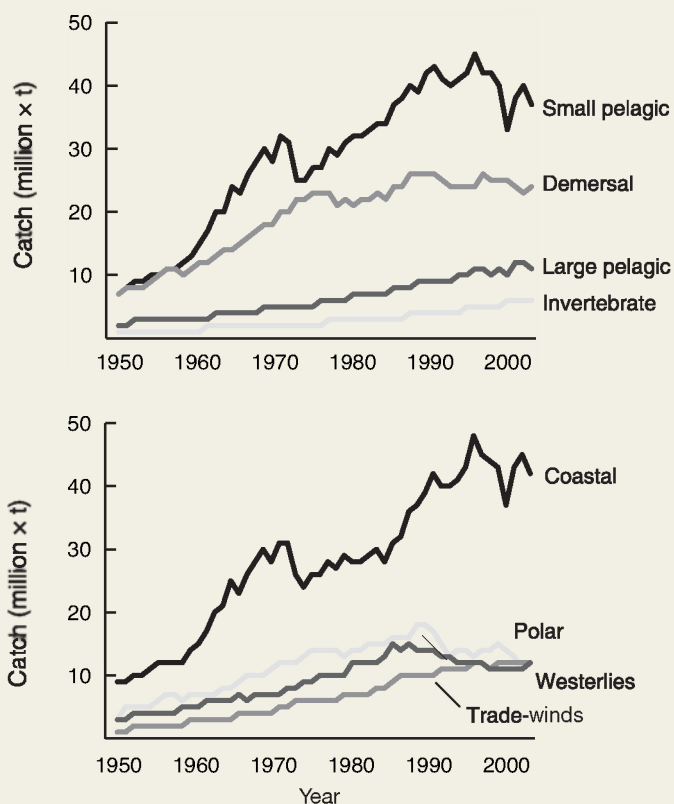 Catch (million × t)
50
40
30
20
10
Small pelagic
Demersal
Large pelagic
Invertebrate
1950 1960 1970 1980 1990 2000
Catch (million × t)
50
40
30
20
10
Coastal
Polar
Westerlies
Trade-winds
1950 1960 1970 1980 1990 2000
Year